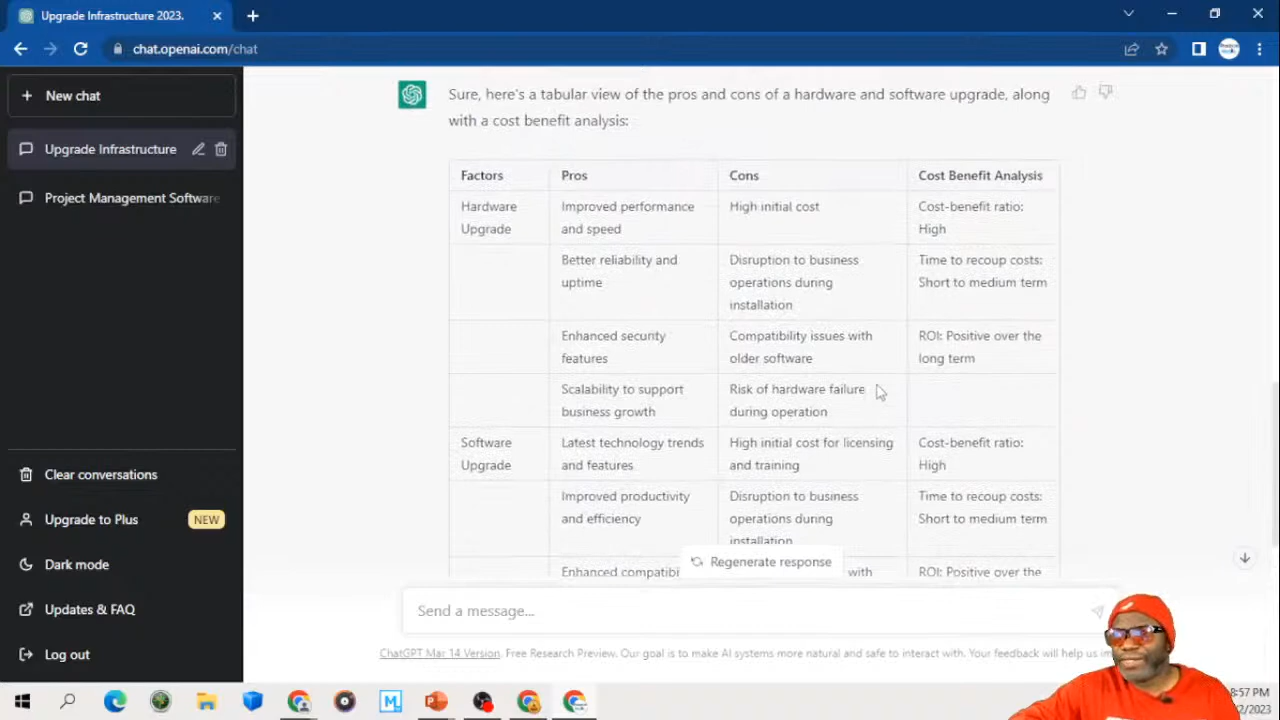 Upgrade Infrastructure 2023.
chat.openai.com/chat
New chat
Upgrade Infrastructure
Project Management Software
Clear conversations
Upgrade to Plus NEW
Dark mode
Updates & FAQ
Log out
Sure, here's a tabular view of the pros and cons of a hardware and software upgrade, along
with a cost benefit analysis:
Factors Pros Cons Cost Benefit Analysis
Hardware Improved performance High initial cost Cost-benefit ratio:
Upgrade and speed High
Better reliability and Disruption to business Time to recoup costs:
uptime operations during Short to medium term
installation
Enhanced security Compatibility issues with ROI: Positive over the
features older software long term
Scalability to support Risk of hardware failure
business growth during operation
Software Latest technology trends High initial cost for licensing Cost-benefit ratio:
Upgrade and features and training High
Improved productivity Disruption to business Time to recoup costs:
and efficiency operations during Short to medium term
installation
Enhanced compatibi with ROI: Positive over the
Regenerate response
Send a message...
ChatGPT Mar 14 Version. Free Research Preview. Our goal is to make AI systems more natural and safe to interact with. Your feedback will help us im
8:57 PM
/2/2023